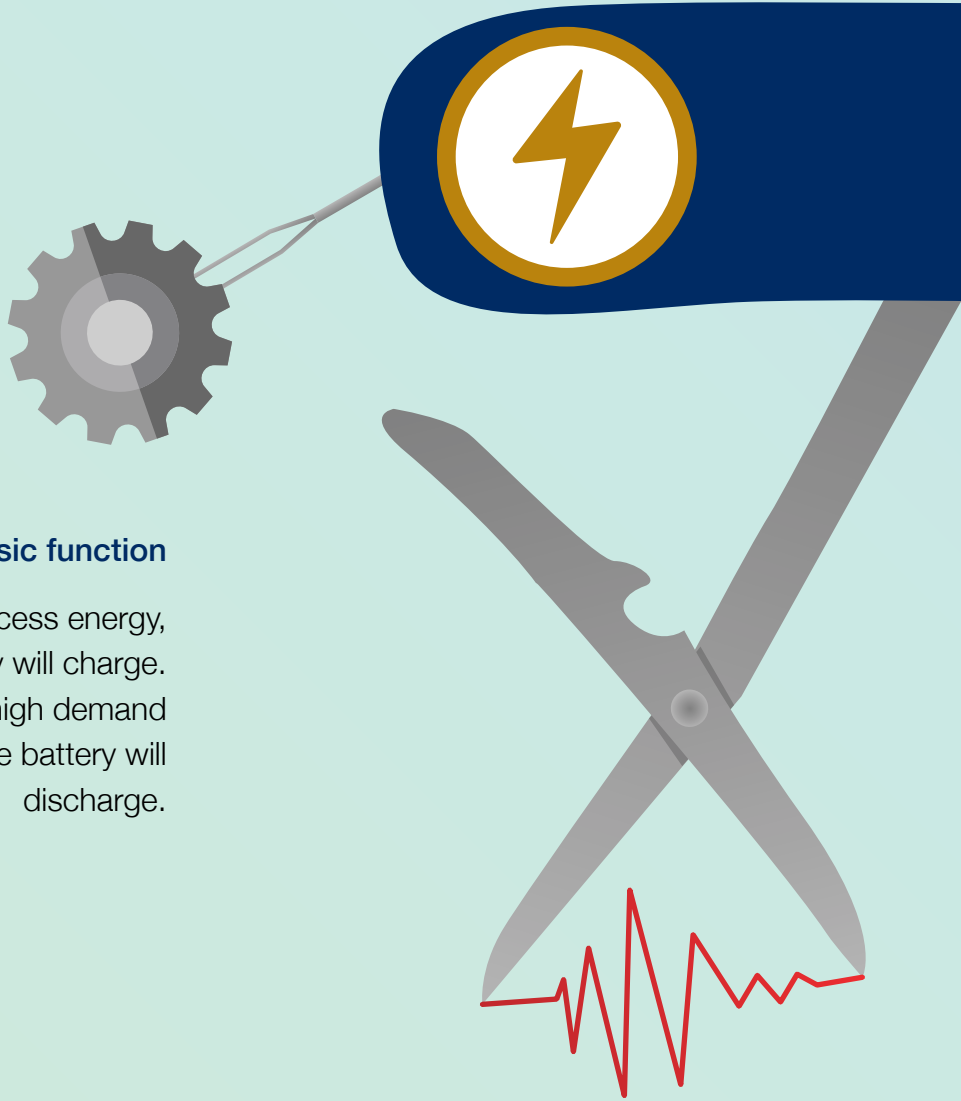 sic function
cess energy,
y will charge.
high demand
e battery will
discharge.